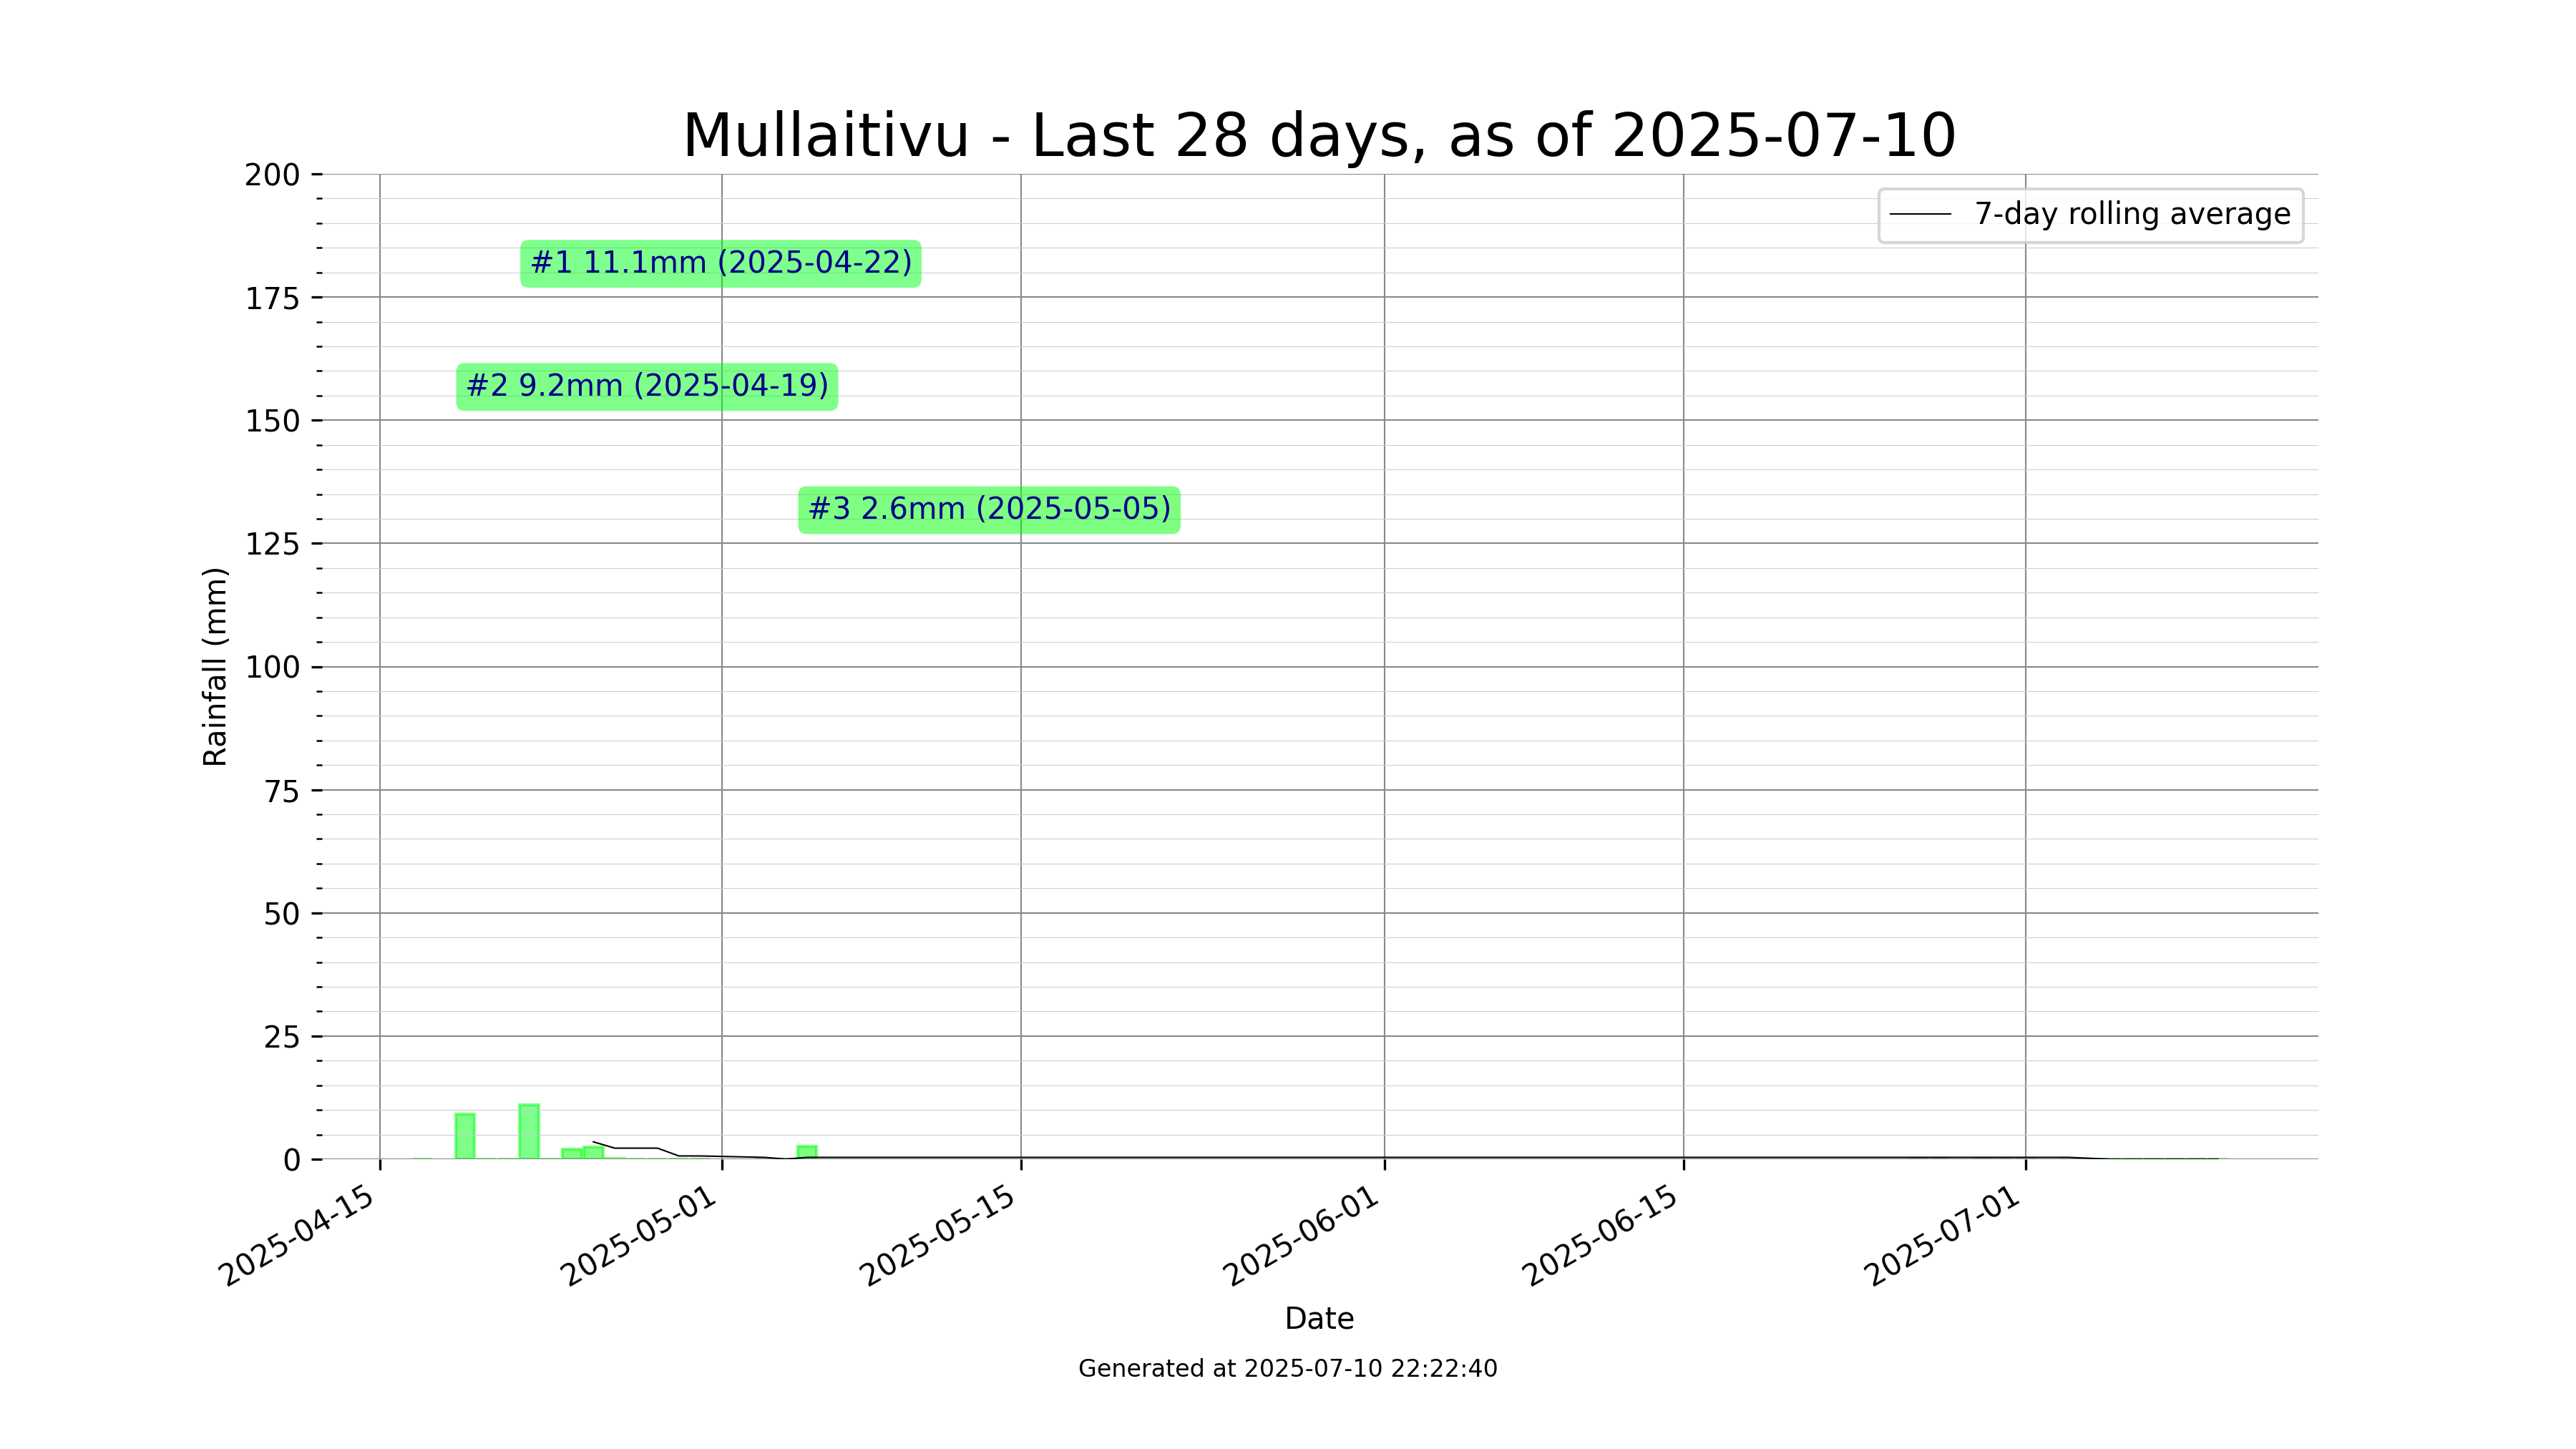 Mullaitivu - Last 28 days, as of 2025-07-10
7-day rolling average
#1 11.1mm (2025-04-22)
#2 9.2mm (2025-04-19)
#3 2.6mm (2025-05-05)
Rainfall (mm)
200
175
150
125
100
75
50
25
0
2025-04-15
2025-05-01
2025-05-15
2025-06-01
2025-06-15
2025-07-01
Date
Generated at 2025-07-10 22:22:40